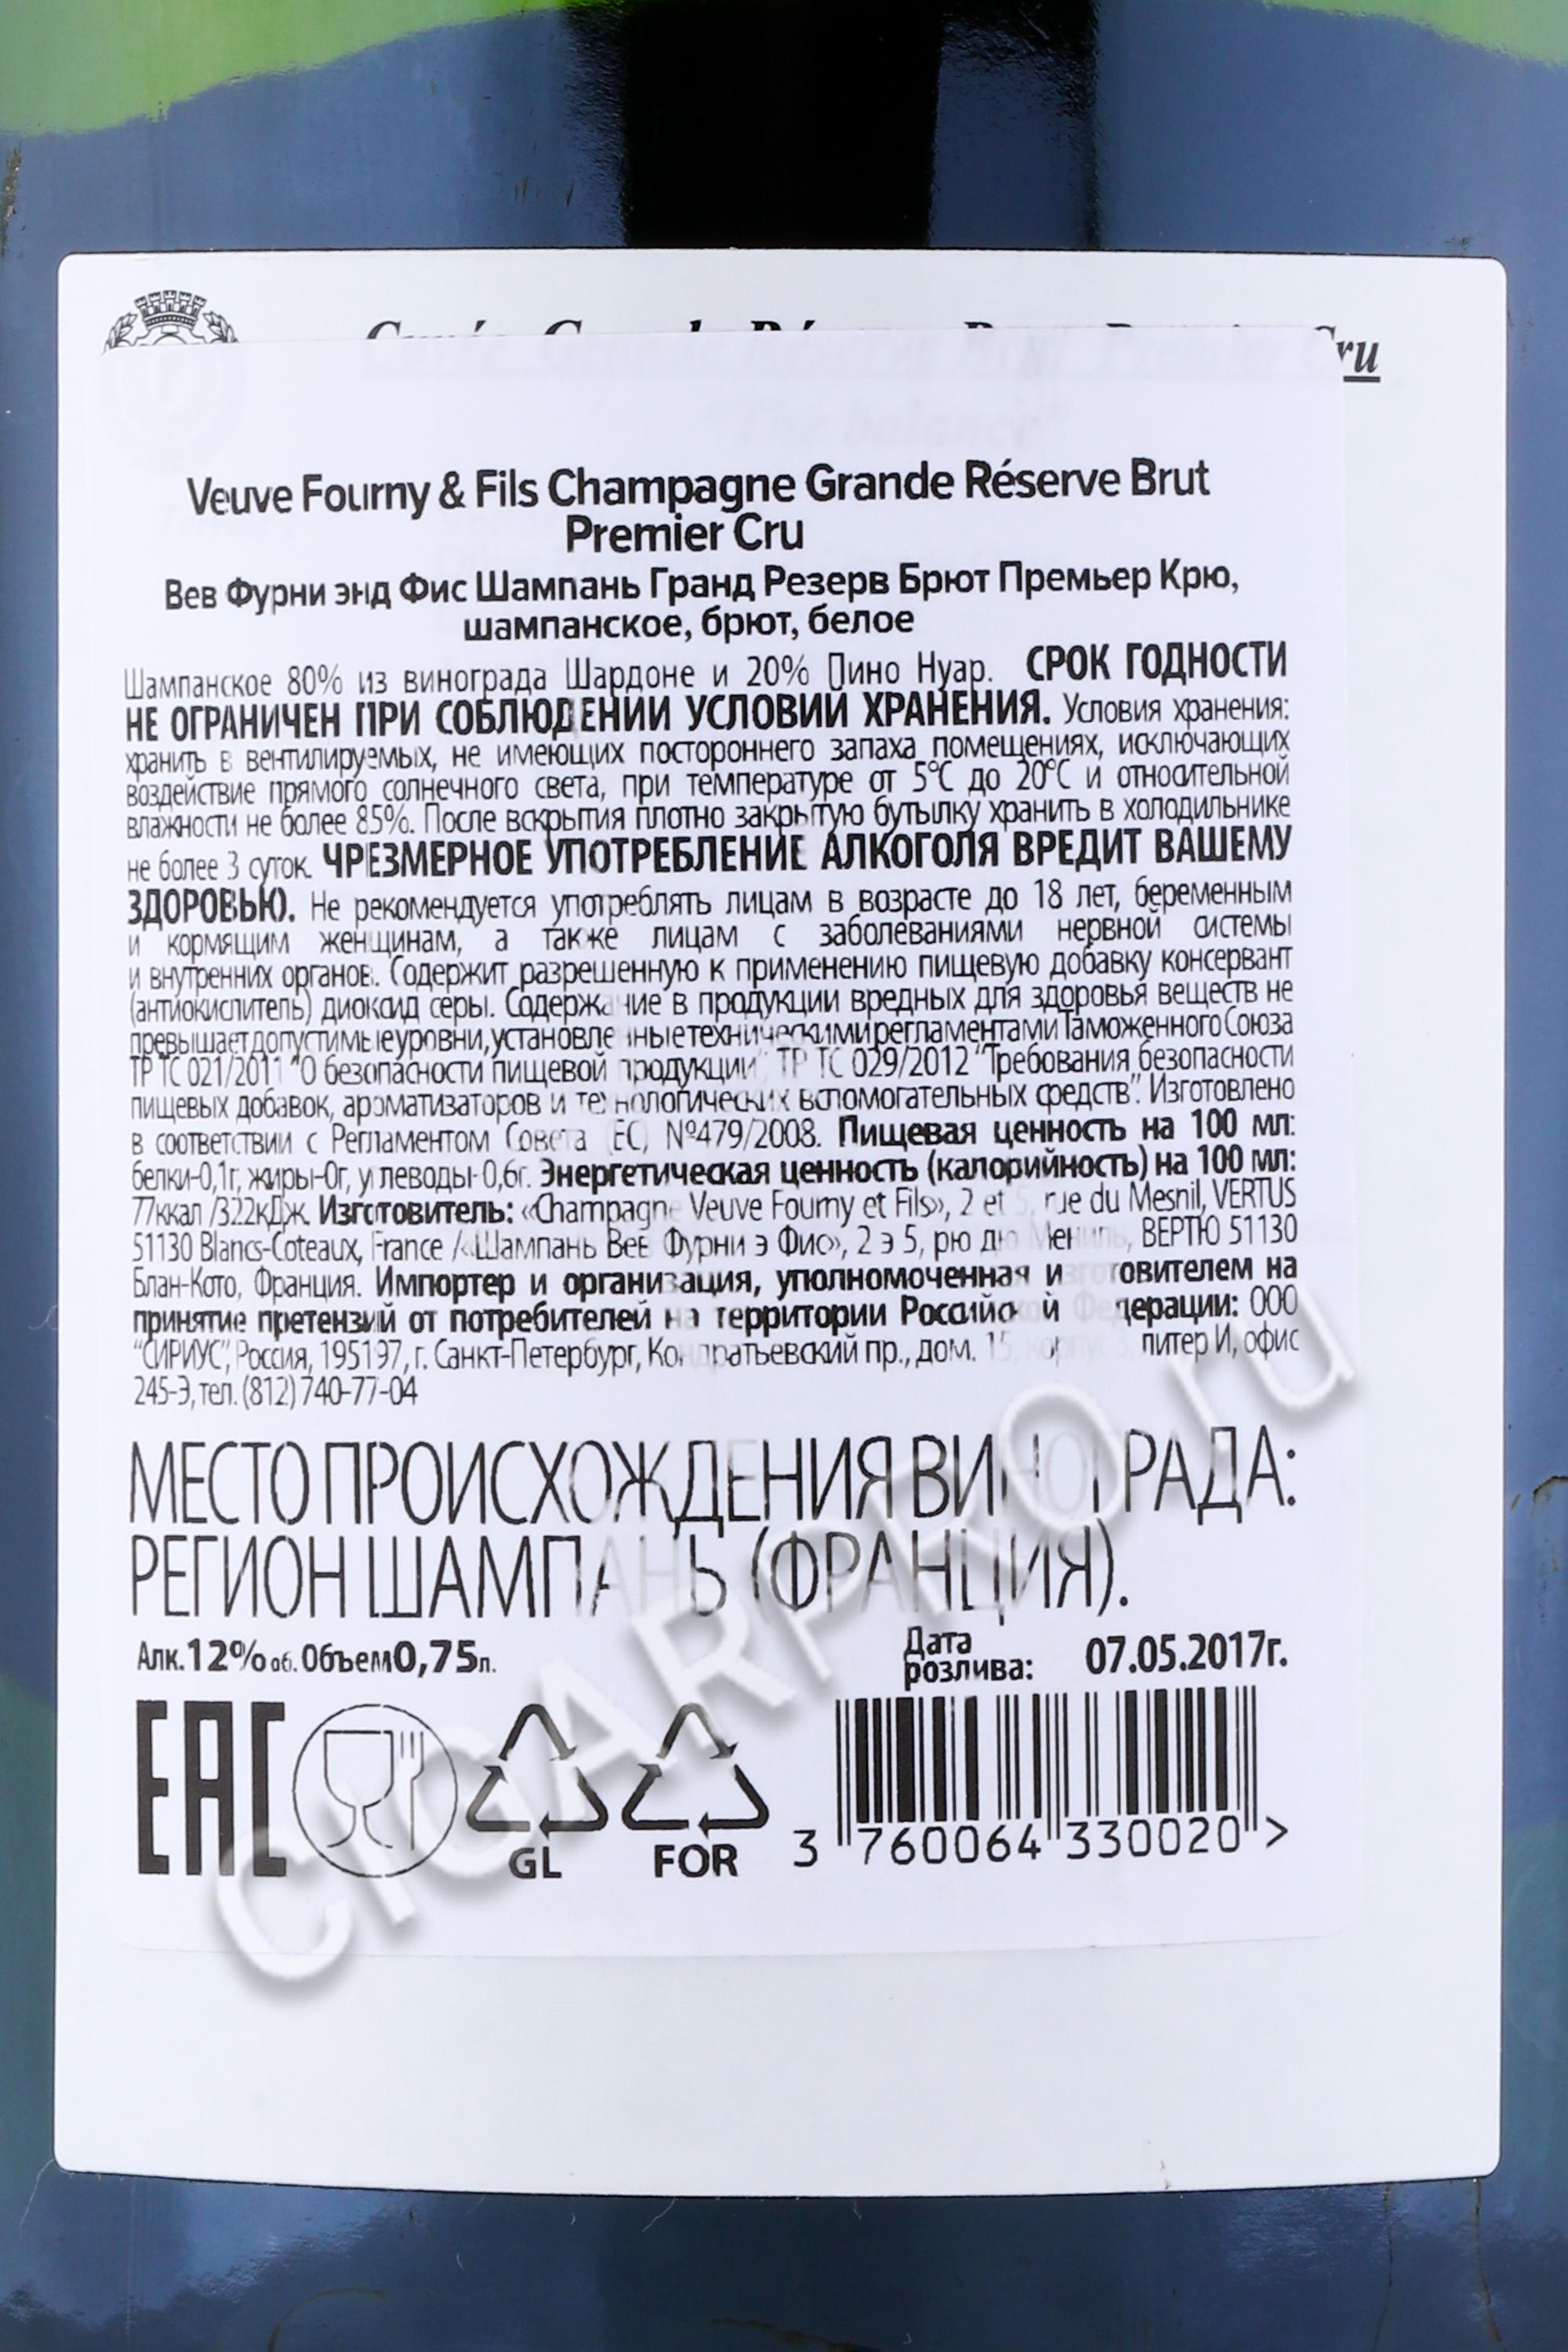 ru
"The balance"
Veuve Fourny & Fils Champagne Grande Réserve Brut
Premier Cru
Вев Фурни энд Фис Шампань Гранд Резерв Брют Премьер Крю,
шампанское, брют, белое
Шампанское 80% из винограда Шардоне и 20% Пино Нуар. СРОК ГОДНОСТИ
НЕ ОГРАНИЧЕН ПРИ СОБЛЮДЕНИИ УСЛОВИЙ ХРАНЕНИЯ. Условия хранения:
хранить в вентилируемых, не имеющих постороннего запаха помещениях, исключающих
воздействие прямого солнечного света, при температуре от 5°С до 20°С и относительной
влажности не более 85%. После вскрытия плотно закрытую бутылку хранить в холодильнике
не более 3 суток. ЧРЕЗМЕРНОЕ УПОТРЕБЛЕНИЕ АЛКОГОЛЯ ВРЕДИТ ВАШЕМУ
ЗДОРОВЬЮ. Не рекомендуется употреблять лицам в возрасте до 18 лет, беременным
и кормящим женщинам, а также лицам с заболеваниями нервной системы
и внутренних органов. Содержит разрешенную к применению пищевую добавку консервант
(антиокислитель) диоксид серы. Содержание в продукции вредных для здоровья веществ не
превышает допустимые уровни, установленные техническими регламентами Таможенного Союза
ТР ТС 021/2011 "О безопасности пищевой продукции", ТР ТС 029/2012 "Требования безопасности
пищевых добавок, ароматизаторов и технологических вспомогательных средств". Изготовлено
в соответствии с Регламентом Совета (ЕС) №479/2008. Пищевая ценность на 100 мл:
белки-0,1г, жиры-0г, углеводы-0,6г. Энергетическая ценность (калорийность) на 100 мл:
77ккал /322кДж. Изготовитель: «Champagne Veuve Fourny et Fils», 2 et 5, rue du Mesnil, VERTUS
51130 Blancs-Coteaux, France /«Шампань Вев Фурни э Фис», 2 э 5, рю дю Мениль, ВЕРТЮ 51130
Блан-Кото, Франция. Импортер и организация, уполномоченная изготовителем на
принятие претензий от потребителей на территории Российской Федерации: ООО
"СИРИУС", Россия, 195197, г. Санкт-Петербург, Кондратьевский пр., дом. 15, корпус 3, литер И, офис
245-Э, тел. (812) 740-77-04
МЕСТО ПРОИСХОЖДЕНИЯ ВИНОГРАДА:
РЕГИОН ШАМПАНЬ (ФРАНЦИЯ).
Алк. 12% об. Объем 0,75л.
Дата
розлива: 07.05.2017г.
EAC
GL FOR
3 760064 330020 >
CIGARPRO.ru